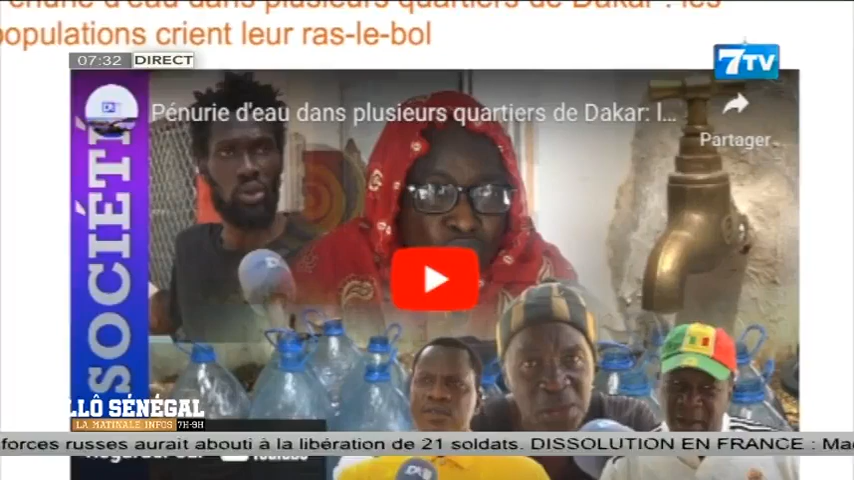 Pénurie d'eau dans plusieurs quartiers de Dakar : les
populations crient leur ras-le-bol
07:32 DIRECT
7TV
Pénurie d'eau dans plusieurs quartiers de Dakar: l...
Partager
SOCIÉTÉ
LLÔ SÉNÉGAL
LA MATINALE INFOS 7H-9H
forces russes aurait abouti à la libération de 21 soldats. DISSOLUTION EN FRANCE : Ma